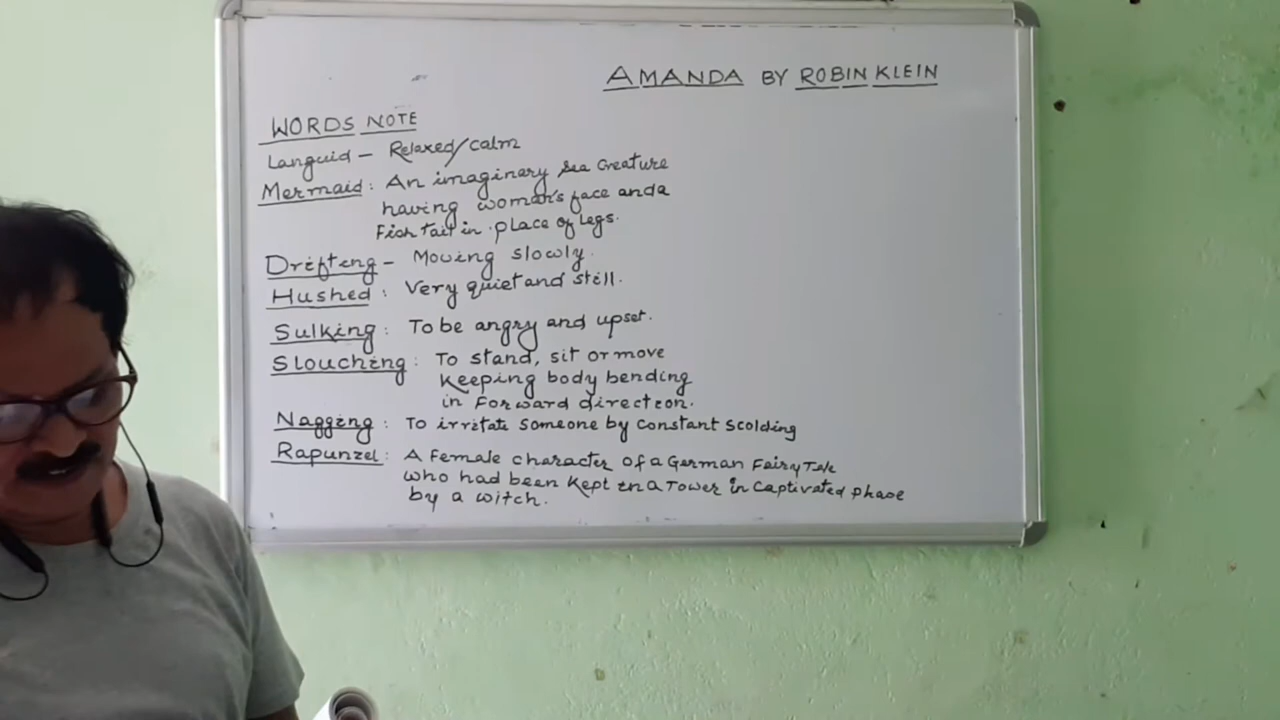 AMANDA BY ROBIN KLEIN
WORDS NOTE
Languid - Relaxed/calm
Mermaid: An imaginary sea creature
having woman's face and a
Fish tail in place of legs.
Drifting - Moving slowly.
Hushed: Very quiet and still.
Sulking: To be angry and upset.
Slouching: To stand, sit or move
keeping body bending
in forward direction.
Nagging: To irritate someone by constant scolding
Rapunzel: A female character of a German Fairy Tale
who had been kept in a Tower in captivated phase
by a witch.